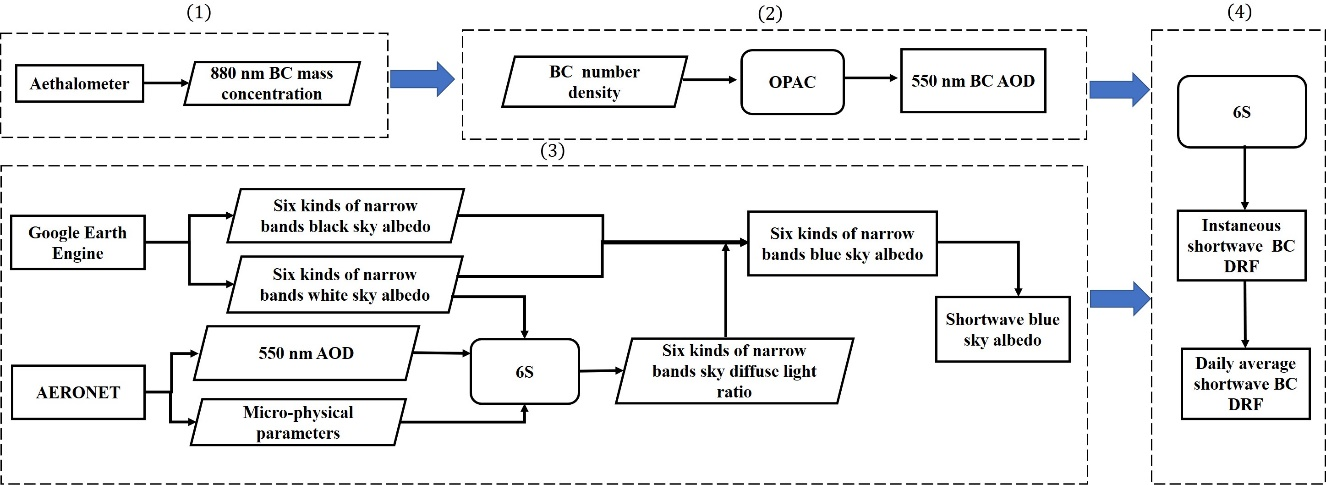 (1)
Aethalometer
880 nm BC mass
concentration
(2)
BC number
density
OPAC
550 nm BC AOD
(3)
Google Earth
Engine
Six kinds of narrow
bands black sky albedo
Six kinds of narrow
bands white sky albedo
AERONET
550 nm AOD
Micro-physical
parameters
6S
Six kinds of narrow
bands sky diffuse light
ratio
Six kinds of narrow
bands blue sky albedo
Shortwave blue
sky albedo
(4)
6S
Instaneous
shortwave BC
DRF
Daily average
shortwave BC
DRF